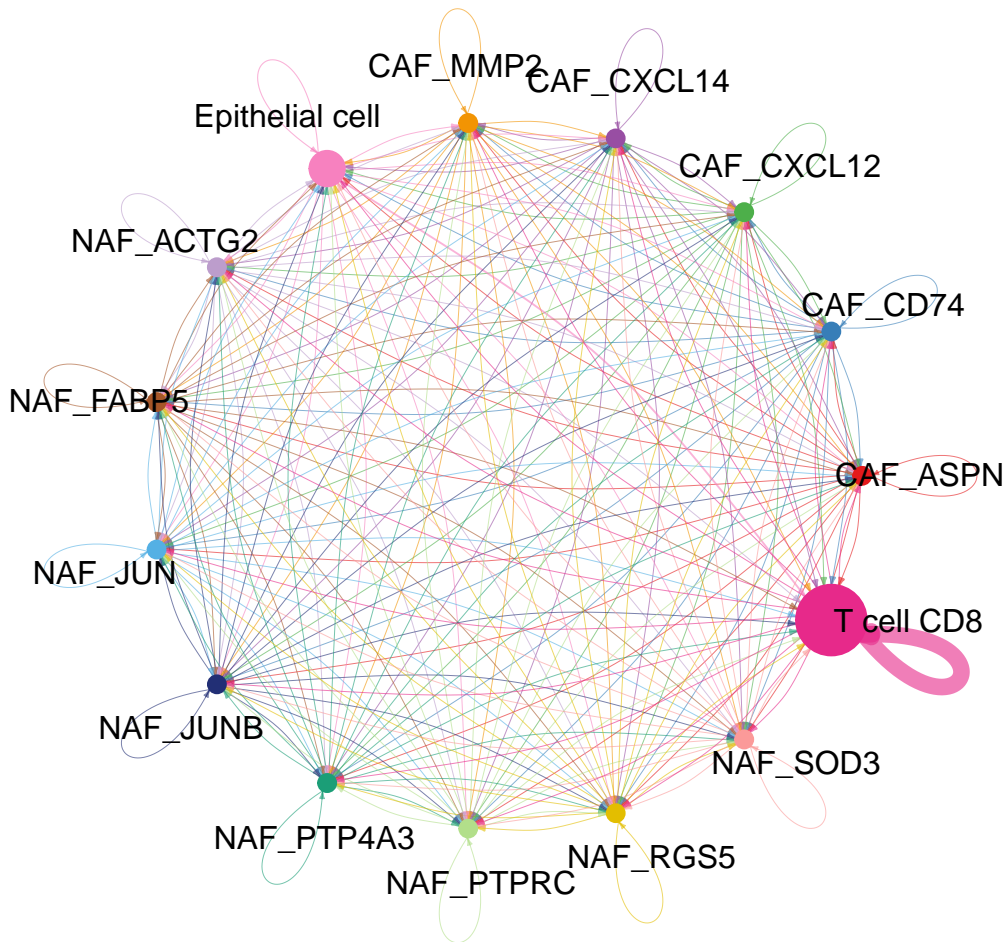 CAF_MMP2
CAF_CXCL14
Epithelial cell
CAF_CXCL12
NAF_ACTG2
CAF_CD74
NAF_FABP5
CAF_ASPN
NAF_JUN
T cell CD8
NAF_JUNB
NAF_SOD3
NAF_PTP4A3
NAF_RGS5
NAF_PTPRC